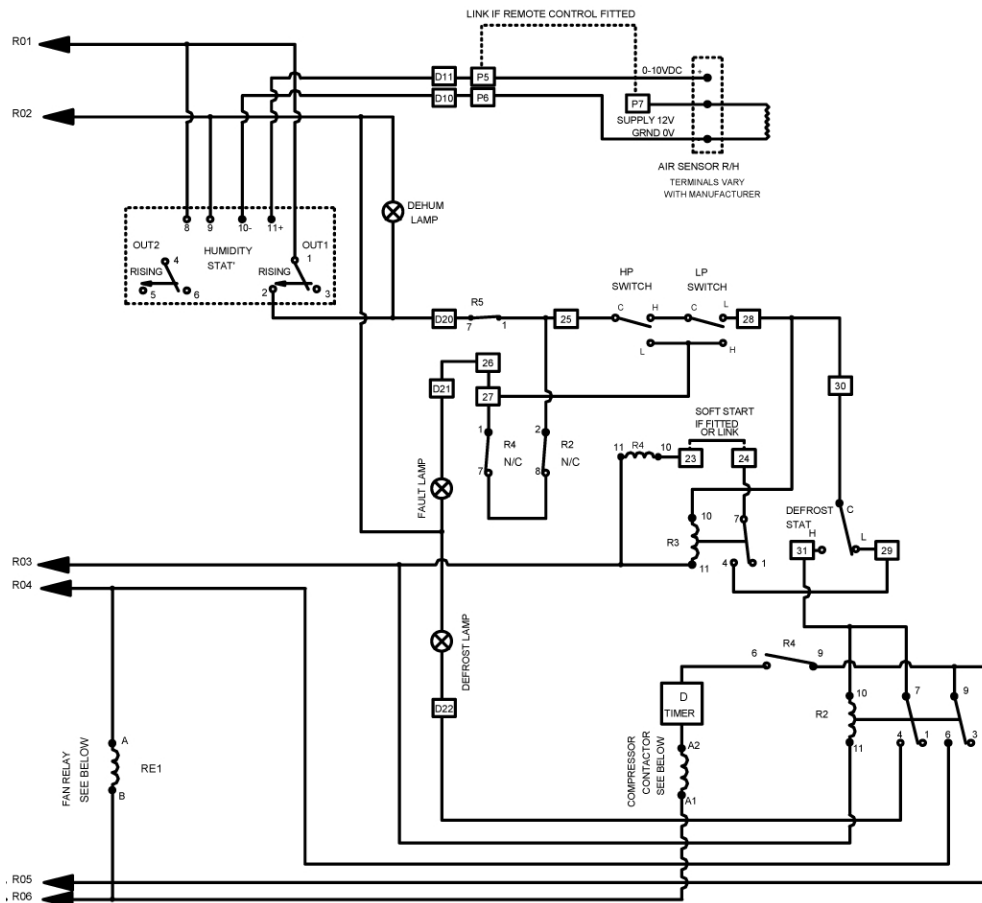 LINK IF REMOTE CONTROL FITTED
R01
D11
P5
0-10VDC
+
D10
P6
P7
R02
SUPPLY 12V
GRND 0V
AIR SENSOR R/H
TERMINALS VARY
WITH MANUFACTURER
DEHUM
LAMP
8
9
10-
11+
OUT2
HUMIDITY
STAT'
OUT1
4
1
RISING
RISING
5
6
2
3
HP
SWITCH
LP
SWITCH
R5
D20
7
1
25
C
H
C
L
28
L
H
26
D21
27
30
SOFT START
IF FITTED
OR LINK
1
R4
N/C
2
R2
N/C
11
R4
10
23
24
7
8
FAULT LAMP
10
7
DEFROST
STAT
C
H
L
R3
31
29
R03
11
4
1
R04
DEFROST LAMP
6
R4
9
D
TIMER
D22
10
7
9
R2
FAN RELAY
SEE BELOW
A
RE1
B
COMPRESSOR
CONTACTOR
SEE BELOW
A2
A1
11
4
1
6
3
R05
R06